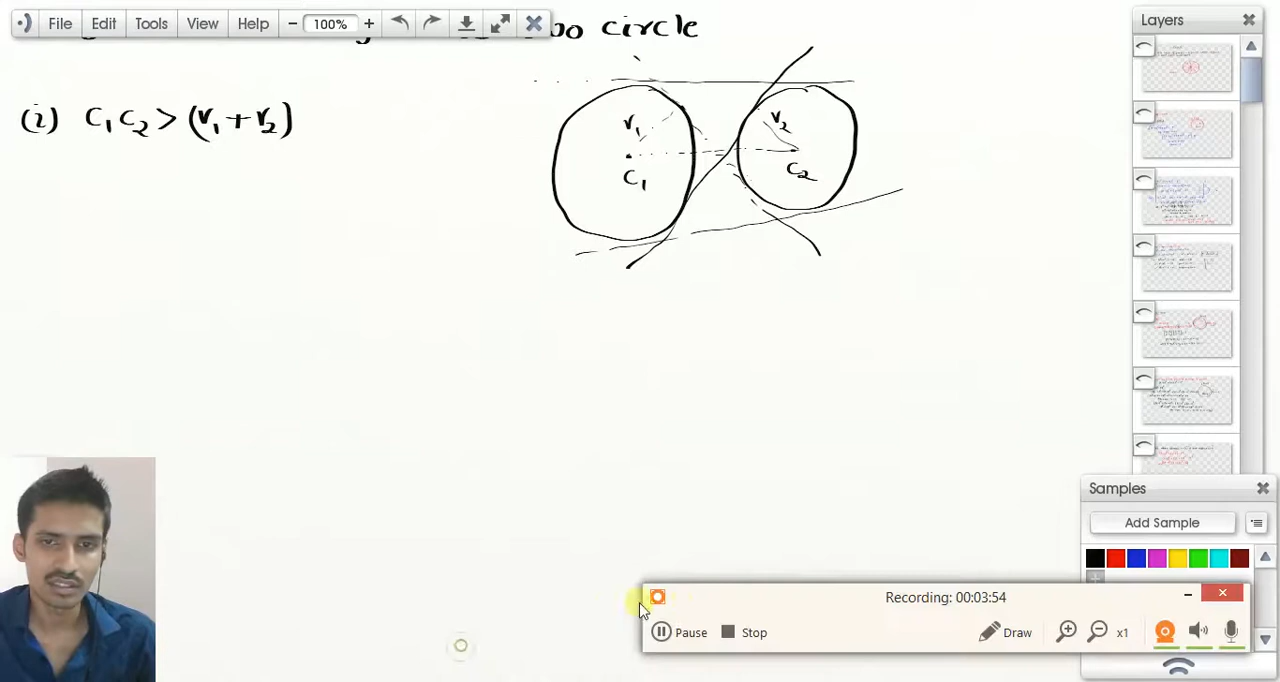 File Edit Tools View Help − 100% +
circle
(i) C1C2 > (r1+r2)
r1
r2
C1
C2
Layers
Samples
Add Sample
Recording: 00:03:54
Pause Stop Draw x1